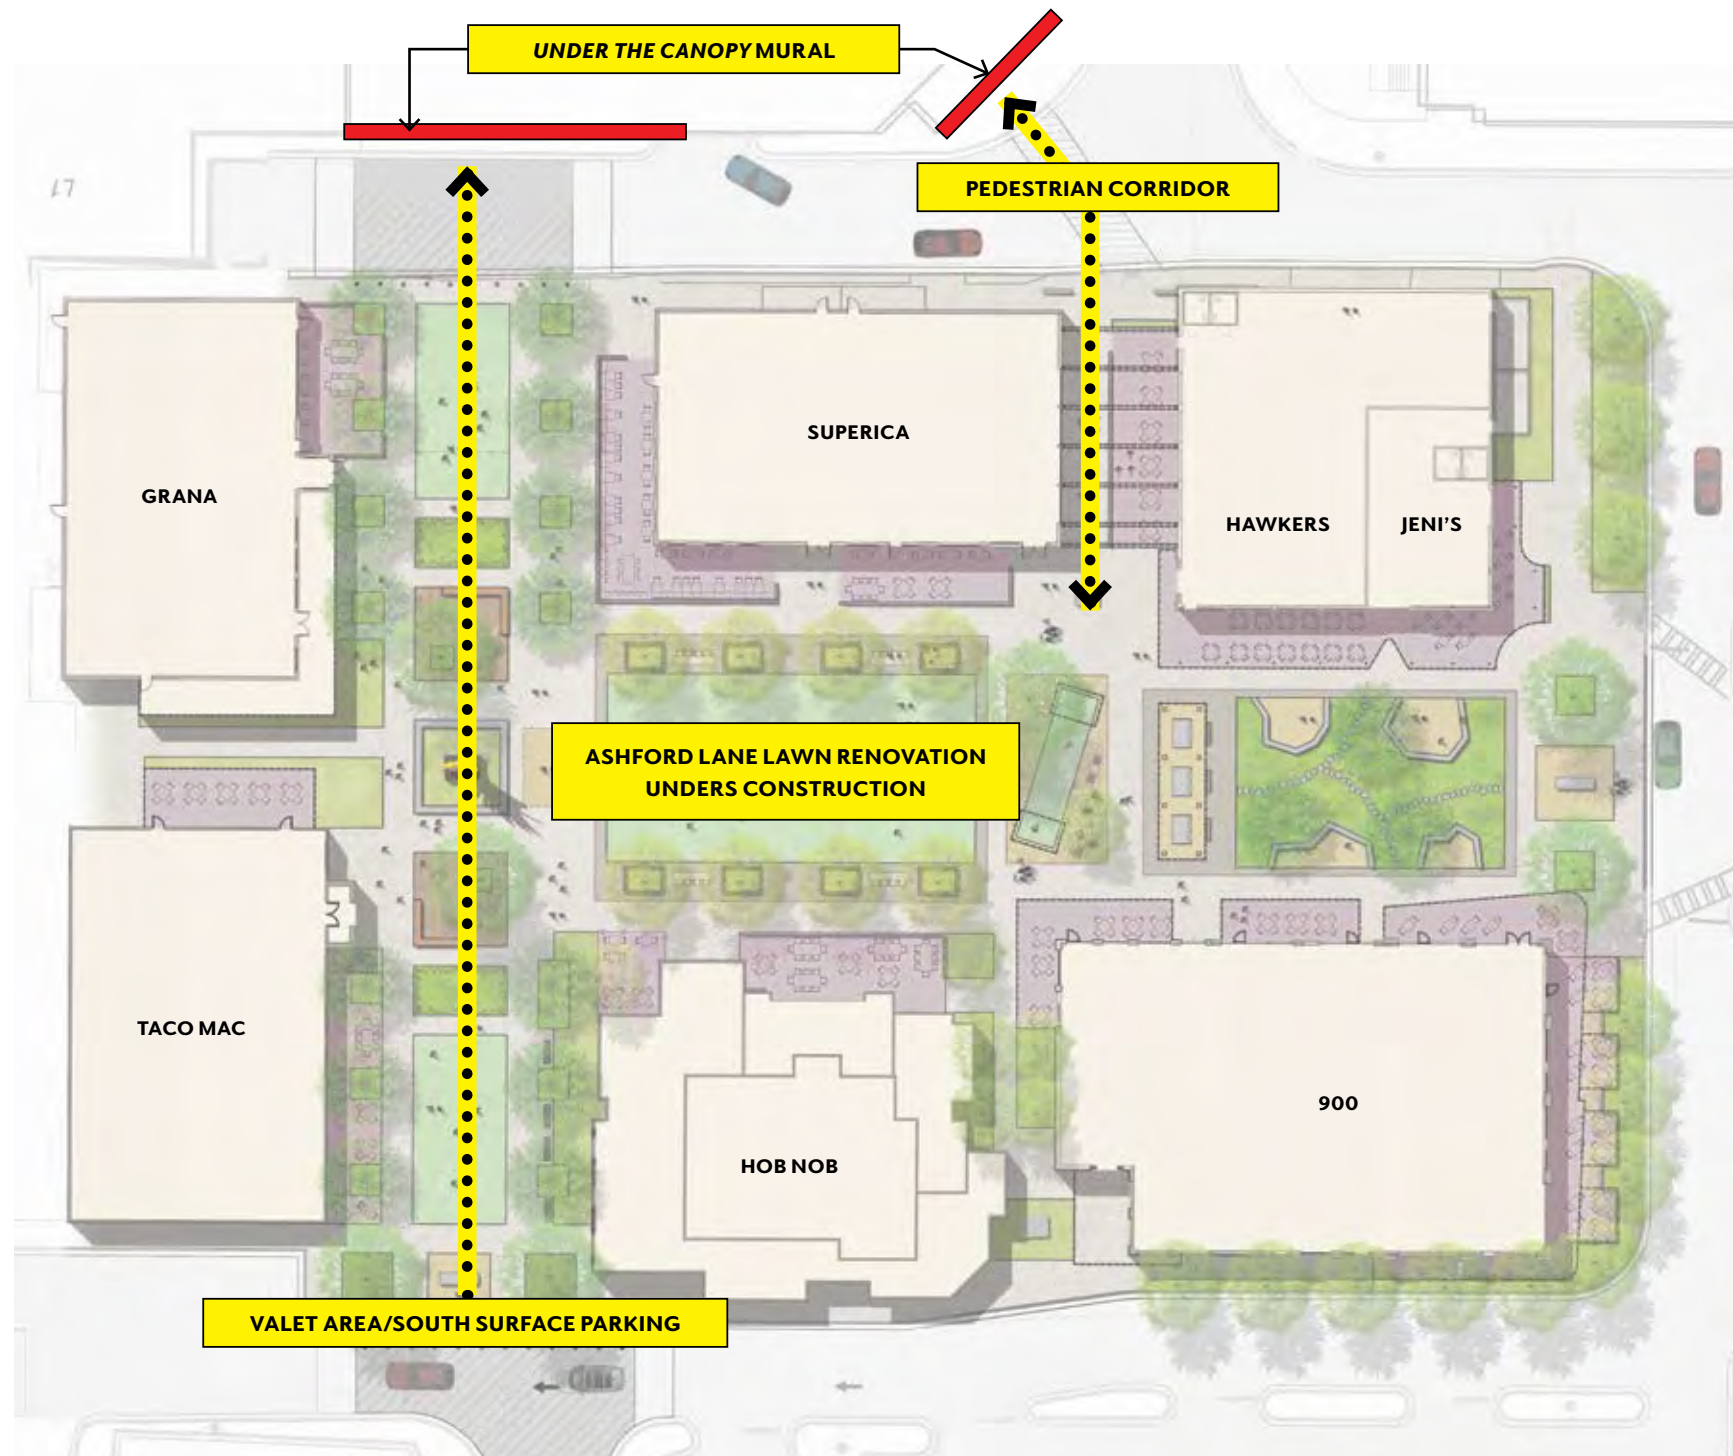 UNDER THE CANOPY MURAL
PEDESTRIAN CORRIDOR
L7
SUPERICA
GRANA
HAWKERS
JENI'S
ASHFORD LANE LAWN RENOVATION
UNDERS CONSTRUCTION
TACO MAC
900
HOB NOB
VALET AREA/SOUTH SURFACE PARKING